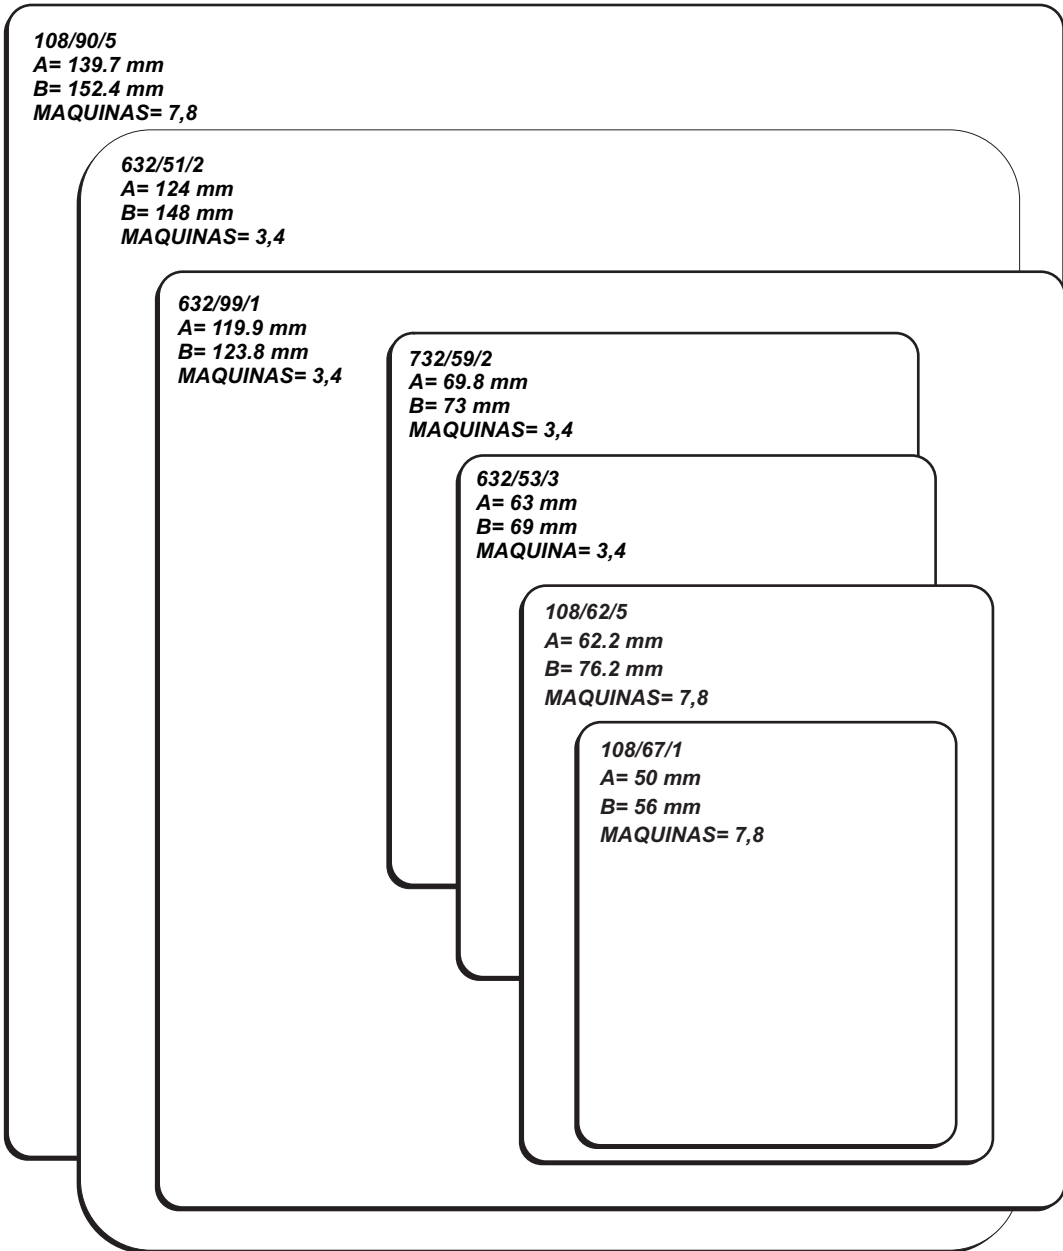 108/90/5
A= 139.7 mm
B= 152.4 mm
MAQUINAS= 7,8
632/51/2
A= 124 mm
B= 148 mm
MAQUINAS= 3,4
632/99/1
A= 119.9 mm
B= 123.8 mm
MAQUINAS= 3,4
732/59/2
A= 69.8 mm
B= 73 mm
MAQUINAS= 3,4
632/53/3
A= 63 mm
B= 69 mm
MAQUINA= 3,4
108/62/5
A= 62.2 mm
B= 76.2 mm
MAQUINAS= 7,8
108/67/1
A= 50 mm
B= 56 mm
MAQUINAS= 7,8